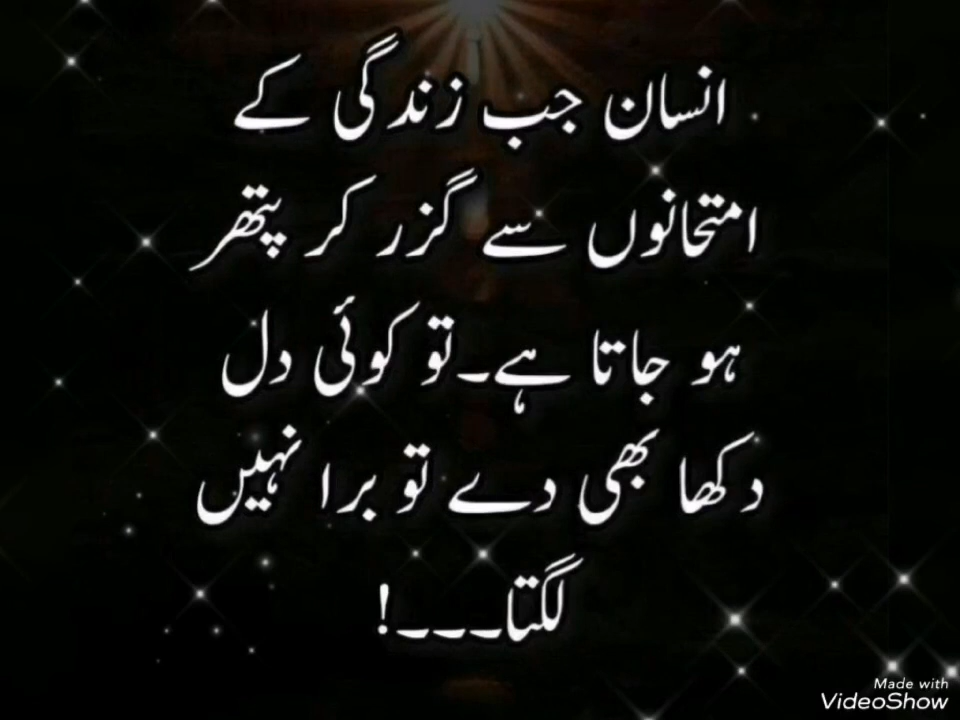 انسان جب زندگی کے
امتحانوں سے گزر کر پتھر
ہو جاتا ہے۔تو کوئی دل
دکھا بھی دے تو برا نہیں
لگتا۔۔۔!
Made with
VideoShow